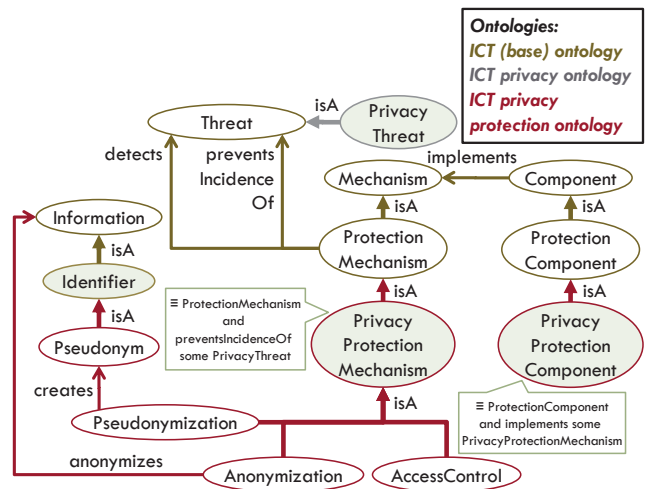 Ontologies:
ICT (base) ontology
ICT privacy ontology
ICT privacy
protection ontology
isA
Privacy
Threat
Threat
detects
prevents
Incidence
Of
implements
Mechanism
Component
isA
isA
Information
isA
Protection
Mechanism
Protection
Component
Identifier
isA
isA
isA
≡ ProtectionMechanism
and
preventsIncidenceOf
some PrivacyThreat
Privacy
Protection
Mechanism
Privacy
Protection
Component
Pseudonym
creates
isA
≡ ProtectionComponent
and implements some
PrivacyProtectionMechanism
Pseudonymization
anonymizes
Anonymization
AccessControl